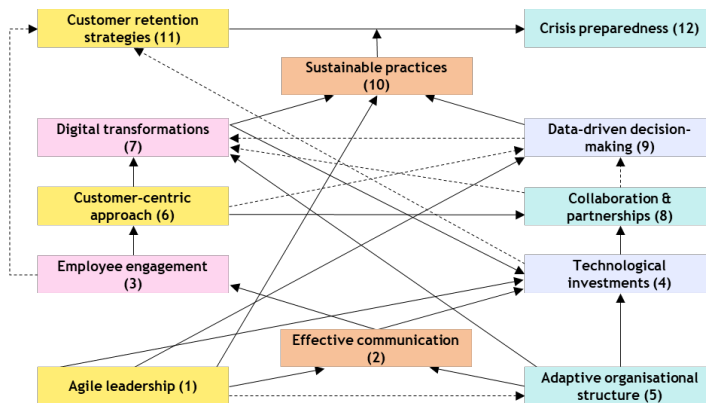 Customer retention
strategies (11)
Crisis preparedness (12)
Sustainable practices
(10)
Digital transformations
(7)
Data-driven decision-
making (9)
Customer-centric
approach (6)
Collaboration &
partnerships (8)
Employee engagement
(3)
Technological
investments (4)
Effective communication
(2)
Agile leadership (1)
Adaptive organisational
structure (5)